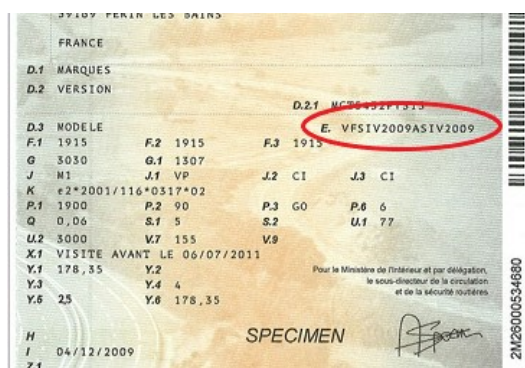 39169 PERIN LES BAINS
FRANCE
D.1 MARQUES
D.2 VERSION
D.2.1 MCT5432PT313
D.3 MODELE E. VFSIV2009ASIV2009
F.1 1915 F.2 1915 F.3 1915
G 3030 G.1 1307
J M1 J.1 VP J.2 CI J.3 CI
K e2*2001/116*0317*02
P.1 1900 P.2 90 P.3 GO P.6 6
Q 0,06 S.1 5 S.2 U.1 77
U.2 3000 V.7 155 V.9
X.1 VISITE AVANT LE 06/07/2011
Y.1 178,35 Y.2
Y.3 Y.4 4
Y.5 2,5 Y.6 178,35
Pour le Ministère de l'Intérieur et par délégation,
le sous-directeur de la circulation
et de la sécurité routières
H
SPECIMEN
I 04/12/2009
Z.1
2M26000534680